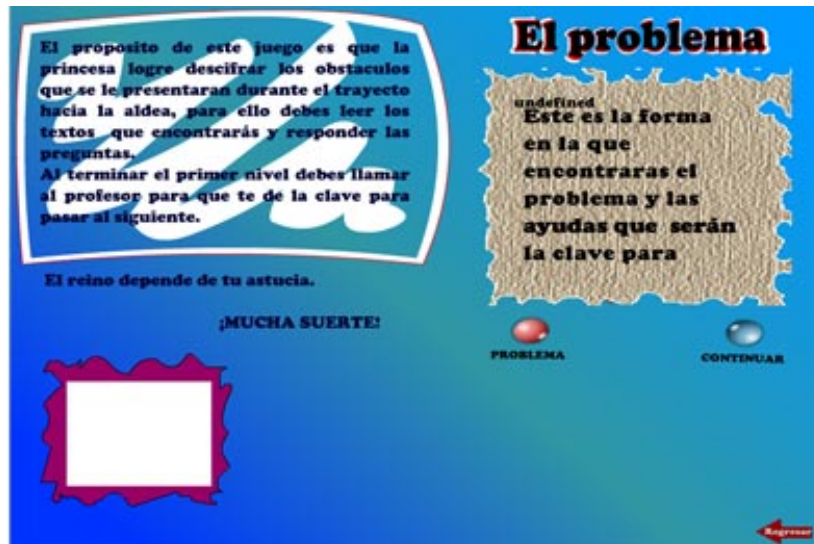 El proposito de este juego es que la
princesa logre descifrar los obstaculos
que se le presentaran durante el trayecto
hacia la aldea, para ello debes leer los
textos que encontrarás y responder las
preguntas.
Al terminar el primer nivel debes llamar
al profesor para que te de la clave para
pasar al siguiente.
El reino depende de tu astucia.
¡MUCHA SUERTE!
El problema
undefined
Este es la forma
en la que
encontraras el
problema y las
ayudas que serán
la clave para
PROBLEMA
CONTINUAR
Regresar